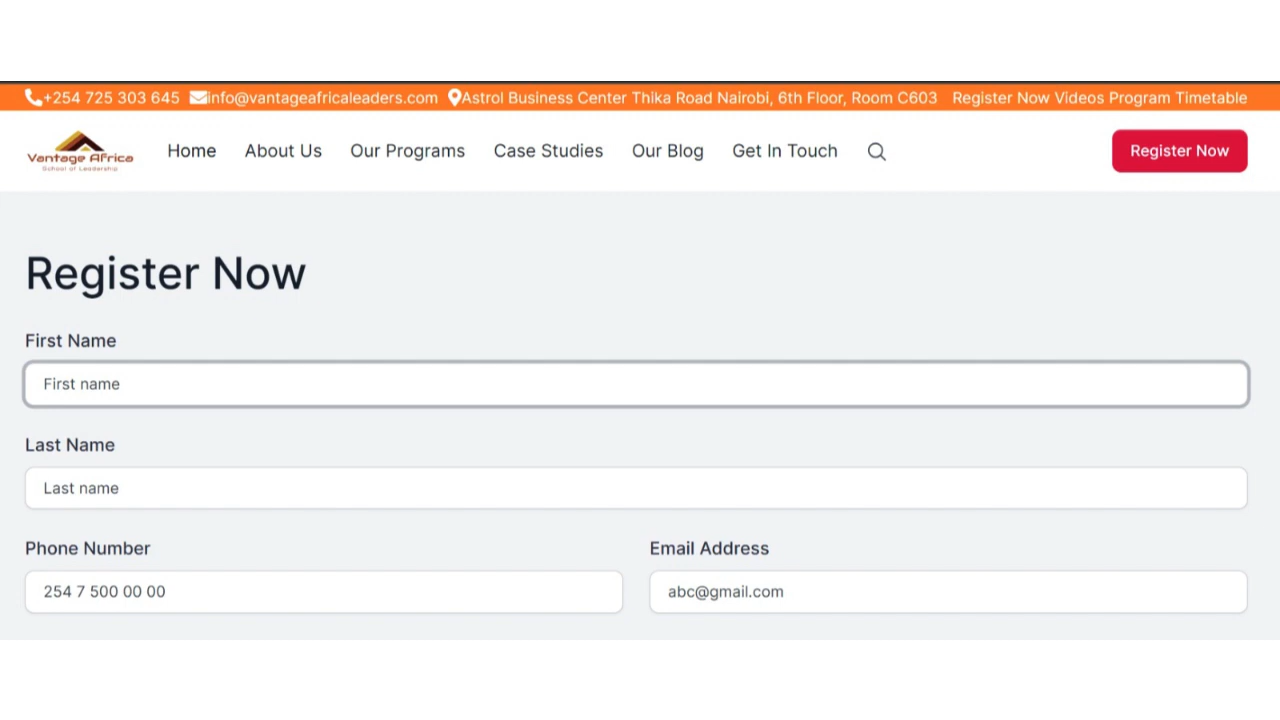 +254 725 303 645 info@vantageafricaleaders.com Astrol Business Center Thika Road Nairobi, 6th Floor, Room C603 Register Now Videos Program Timetable
Vantage Africa
School of Leadership
Home About Us Our Programs Case Studies Our Blog Get In Touch Register Now
Register Now
First Name
First name
Last Name
Last name
Phone Number Email Address
254 7 500 00 00 abc@gmail.com